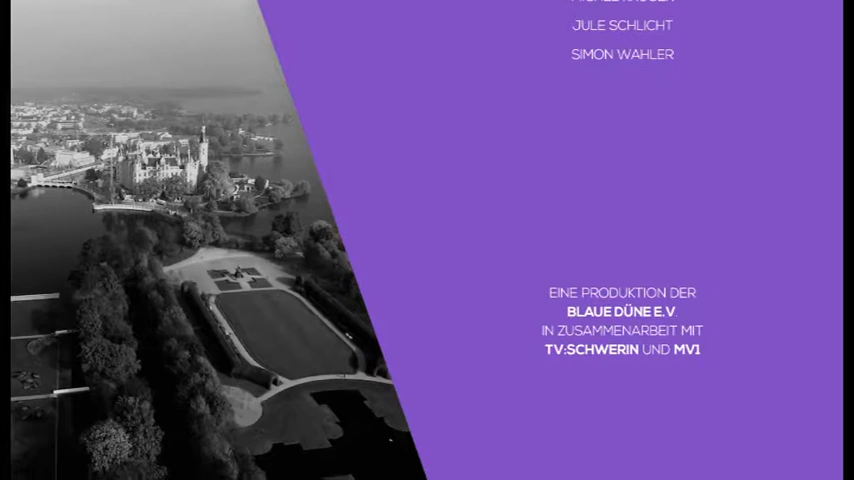 JULE SCHLICHT
SIMON WAHLER
EINE PRODUKTION DER
BLAUE DÜNE E.V.
IN ZUSAMMENARBEIT MIT
TV:SCHWERIN UND MV1